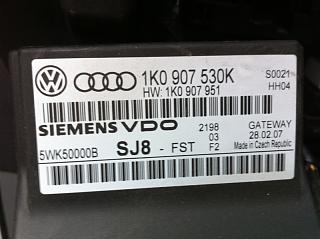 1K0 907 530K
S0021
HW: 1K0 907 951
HH04
SIEMENS VDO
2198
GATEWAY
03
28.02.07
5WK50000B
SJ8 - FST
F2
Made in Czech Republic